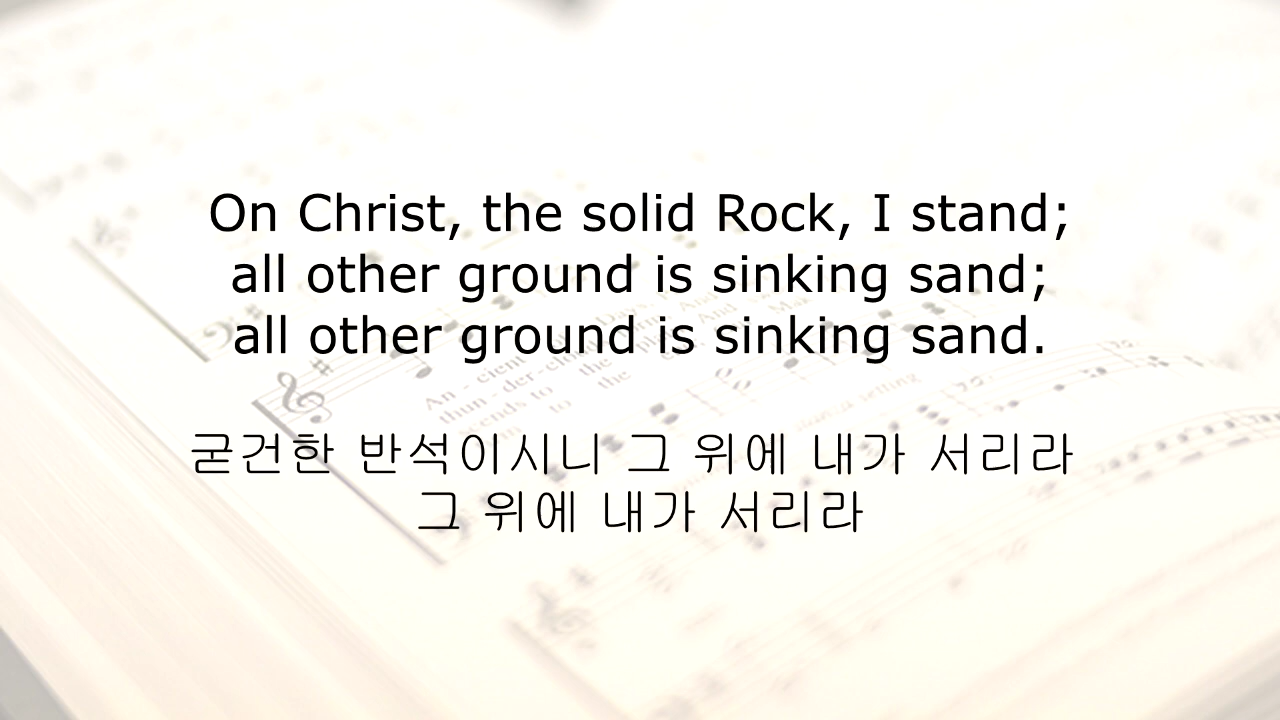 On Christ, the solid Rock, I stand;
all other ground is sinking sand;
all other ground is sinking sand.
굳건한 반석이시니 그 위에 내가 서리라
그 위에 내가 서리라